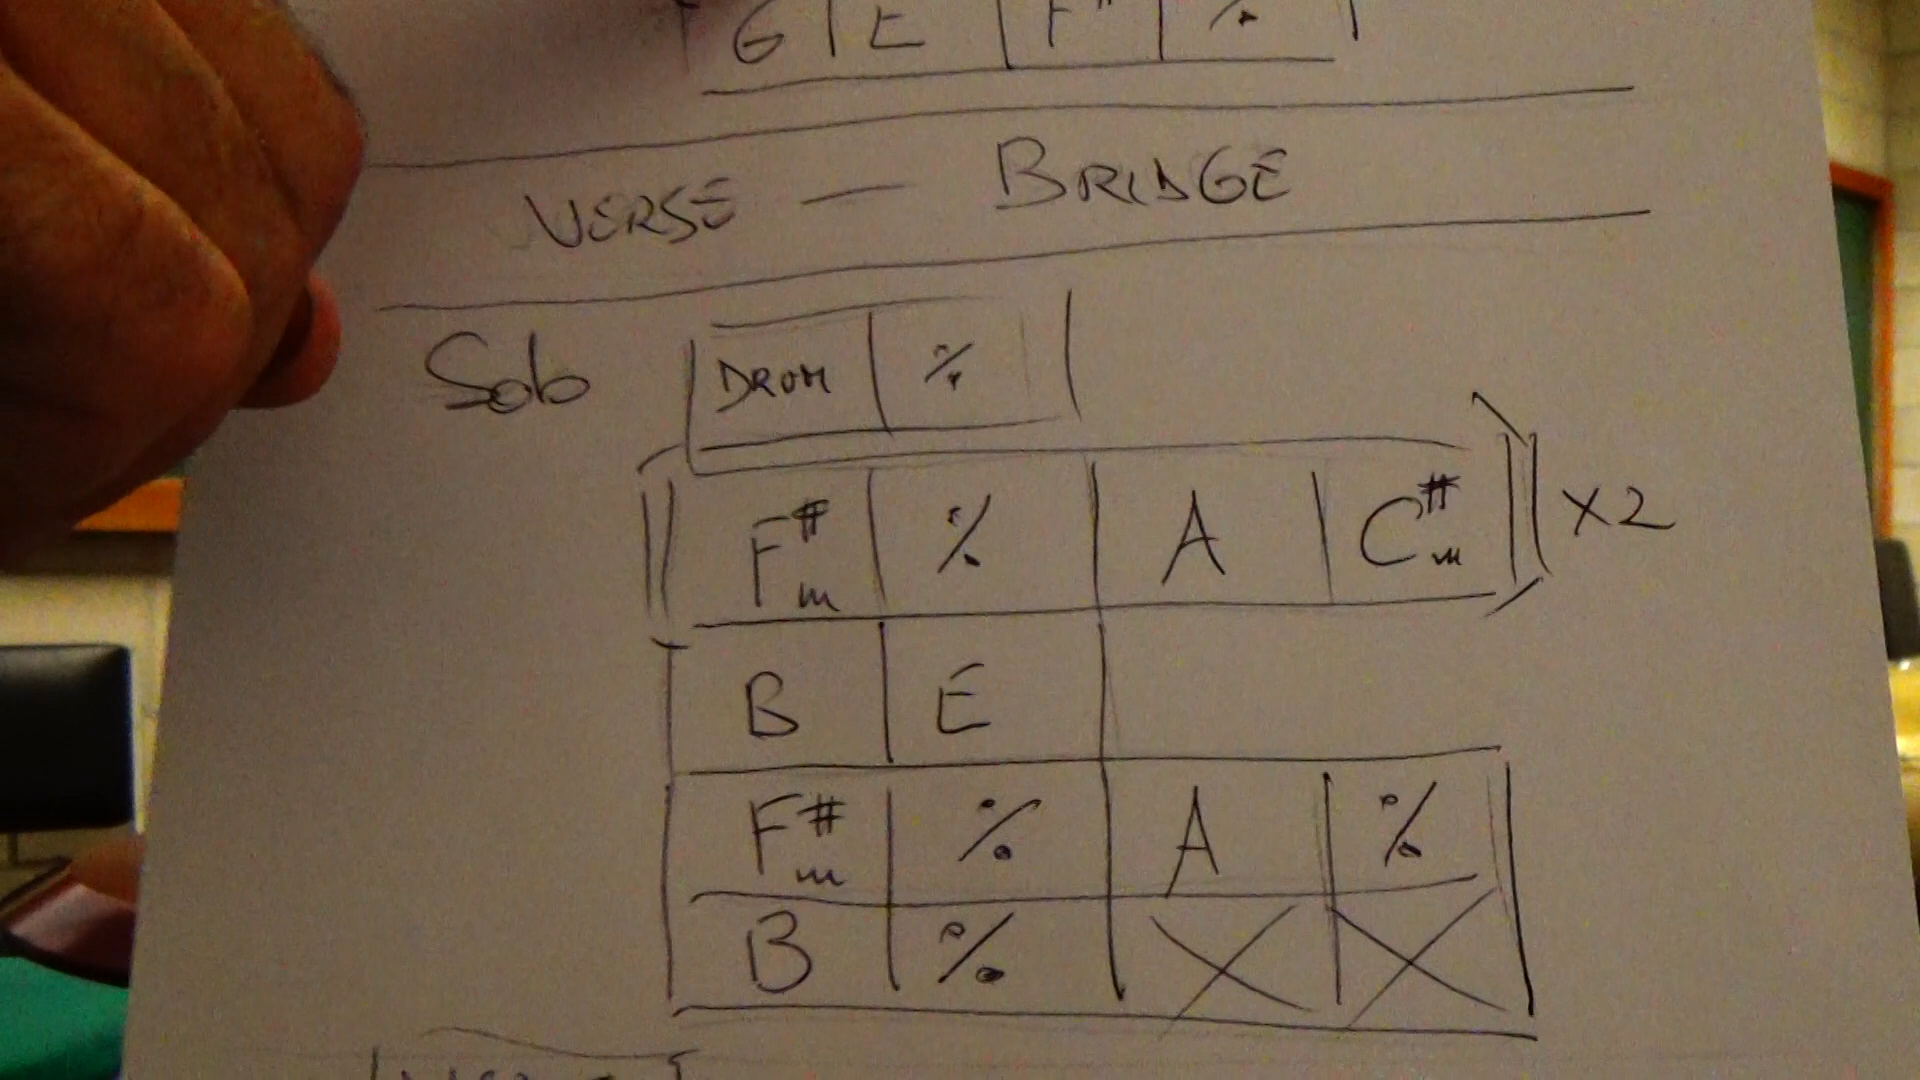 G E F# %
VERSE — BRIDGE
Solo DRUM %
F#m % A C#m X2
B E
F#m % A %
B % X X